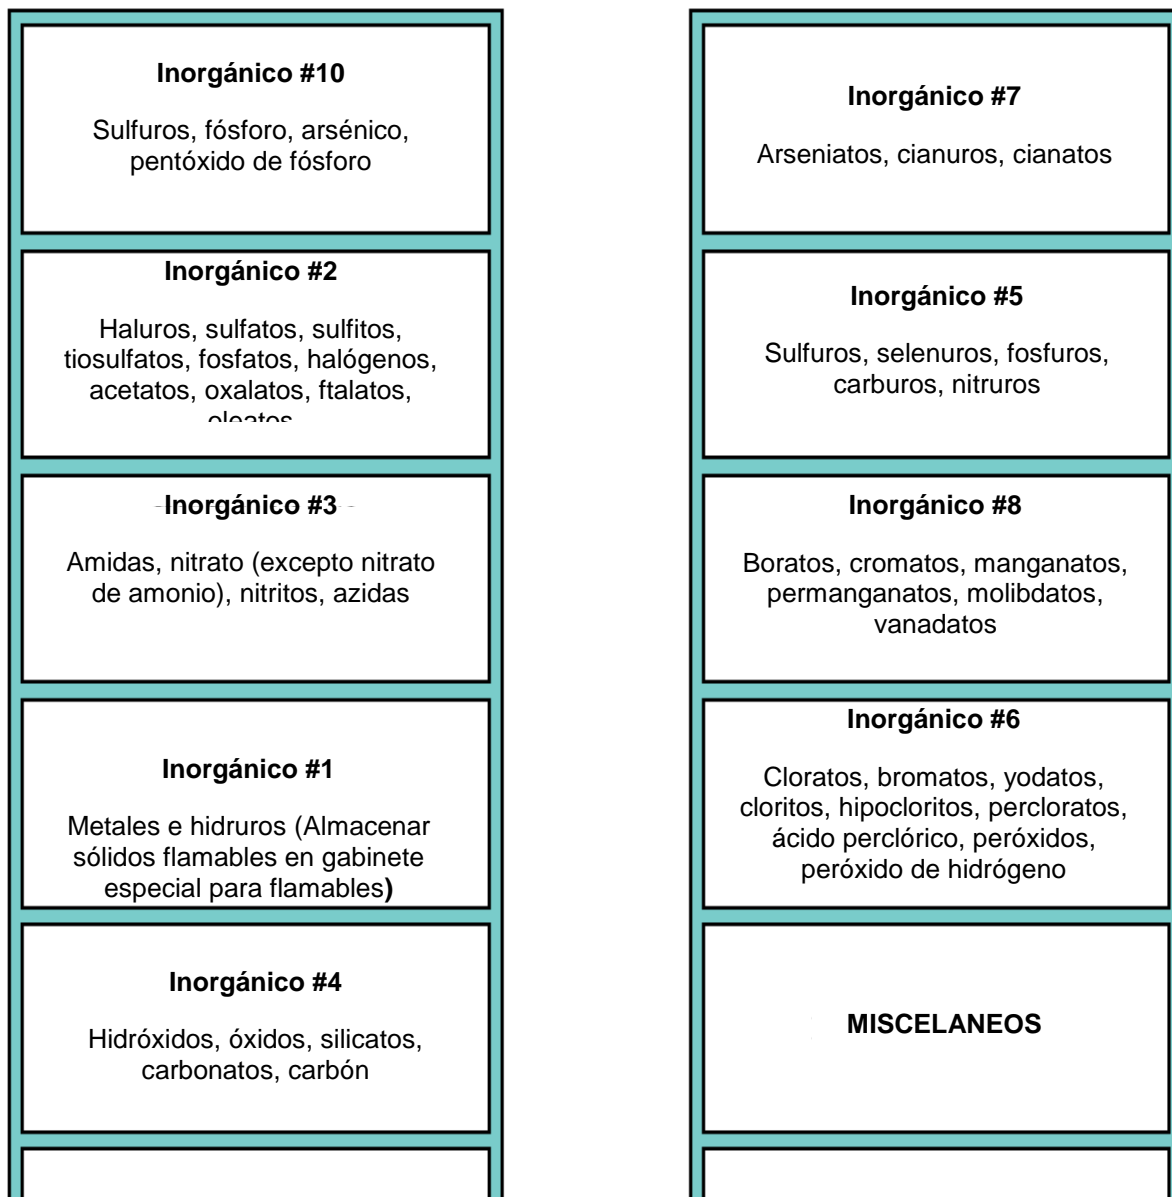 Inorgánico #10
Sulfuros, fósforo, arsénico,
pentóxido de fósforo
Inorgánico #2
Haluros, sulfatos, sulfitos,
tiosulfatos, fosfatos, halógenos,
acetatos, oxalatos, ftalatos,
oleatos
Inorgánico #3
Amidas, nitrato (excepto nitrato
de amonio), nitritos, azidas
Inorgánico #1
Metales e hidruros (Almacenar
sólidos flamables en gabinete
especial para flamables)
Inorgánico #4
Hidróxidos, óxidos, silicatos,
carbonatos, carbón
Inorgánico #7
Arseniatos, cianuros, cianatos
Inorgánico #5
Sulfuros, selenuros, fosfuros,
carburos, nitruros
Inorgánico #8
Boratos, cromatos, manganatos,
permanganatos, molibdatos,
vanadatos
Inorgánico #6
Cloratos, bromatos, yodatos,
cloritos, hipocloritos, percloratos,
ácido perclórico, peróxidos,
peróxido de hidrógeno
MISCELANEOS